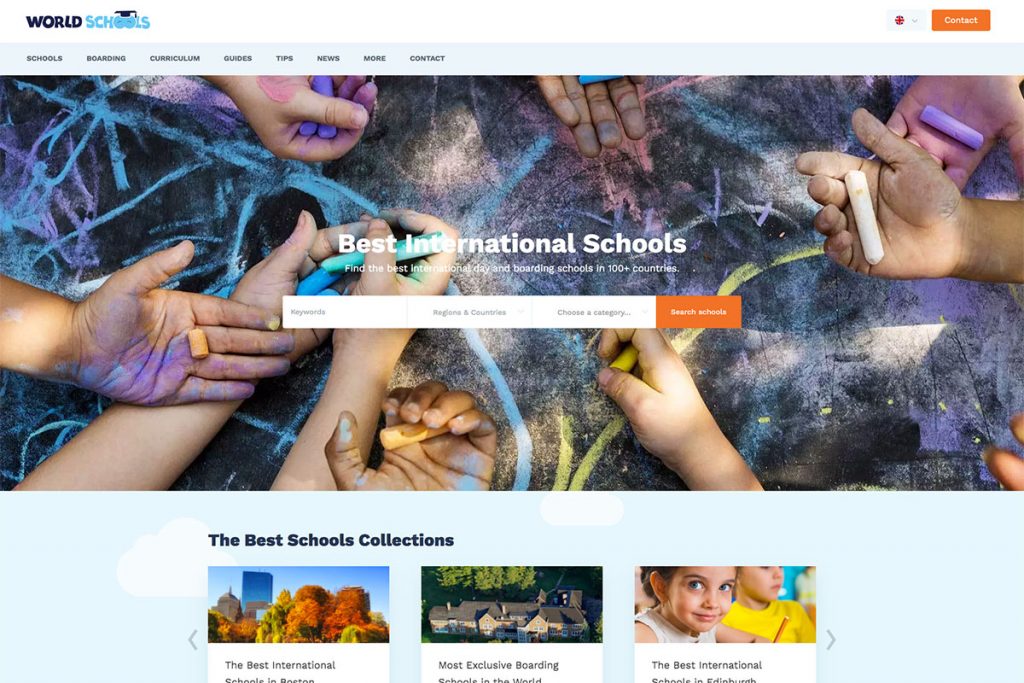 WORLD SCHOOLS
Contact
SCHOOLS BOARDING CURRICULUM GUIDES TIPS NEWS MORE CONTACT
Best International Schools
Find the best international day and boarding schools in 100+ countries.
Keywords Regions & Countries Choose a category... Search schools
The Best Schools Collections
The Best International
Schools in Boston
Most Exclusive Boarding
Schools in the World
The Best International
Schools in Edinburgh